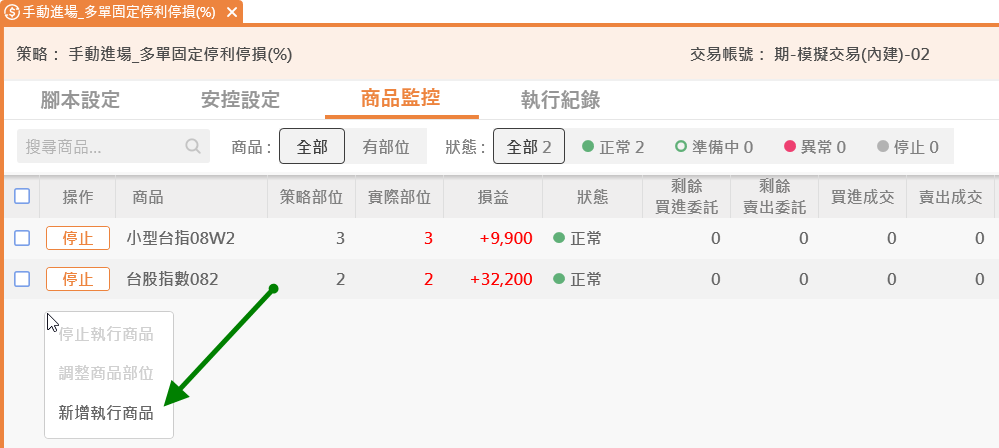 手動進場_多單固定停利停損(%)
策略： 手動進場_多單固定停利停損(%) 交易帳號： 期-模擬交易(內建)-02
腳本設定 安控設定 商品監控 執行紀錄
搜尋商品... 商品： 全部 有部位 狀態： 全部 2 正常 2 準備中 0 異常 0 停止 0
操作 商品 策略部位 實際部位 損益 狀態 剩餘 買進委託 剩餘 賣出委託 買進成交 賣出成交
停止 小型台指08W2 3 3 +9,900 正常 0 0 0 0
停止 台股指數082 2 2 +32,200 正常 0 0 0 0
停止執行商品
調整商品部位
新增執行商品